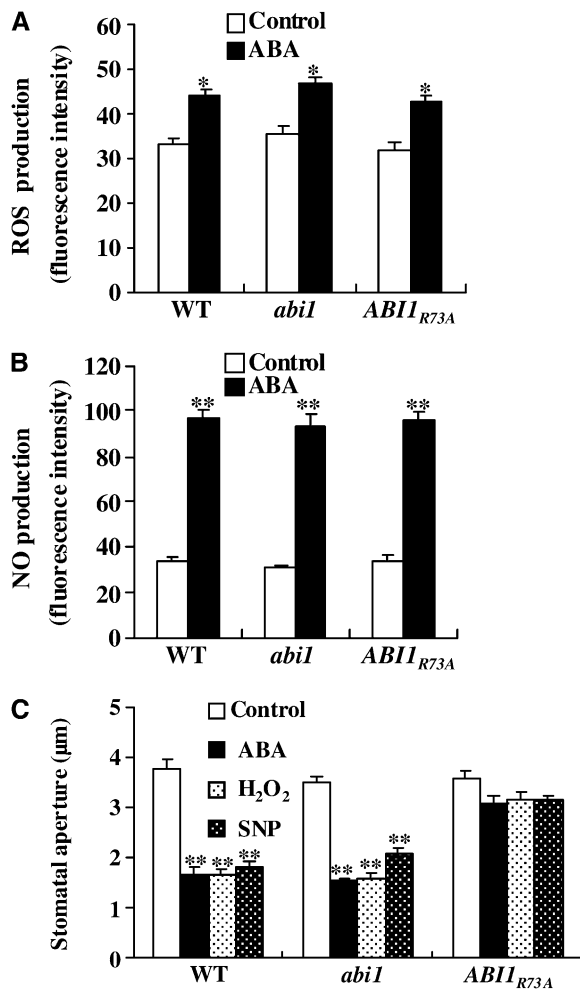 A
Control
ABA
ROS production
(fluorescence intensity)
60
50
40
30
20
10
0
*
*
*
WT
abi1
ABI1R73A
B
Control
ABA
NO production
(fluorescence intensity)
120
100
80
60
40
20
0
**
**
**
WT
abi1
ABI1R73A
C
Control
ABA
H2O2
SNP
Stomatal aperture (μm)
5
4
3
2
1
0
** ** **
** ** **
WT
abi1
ABI1R73A